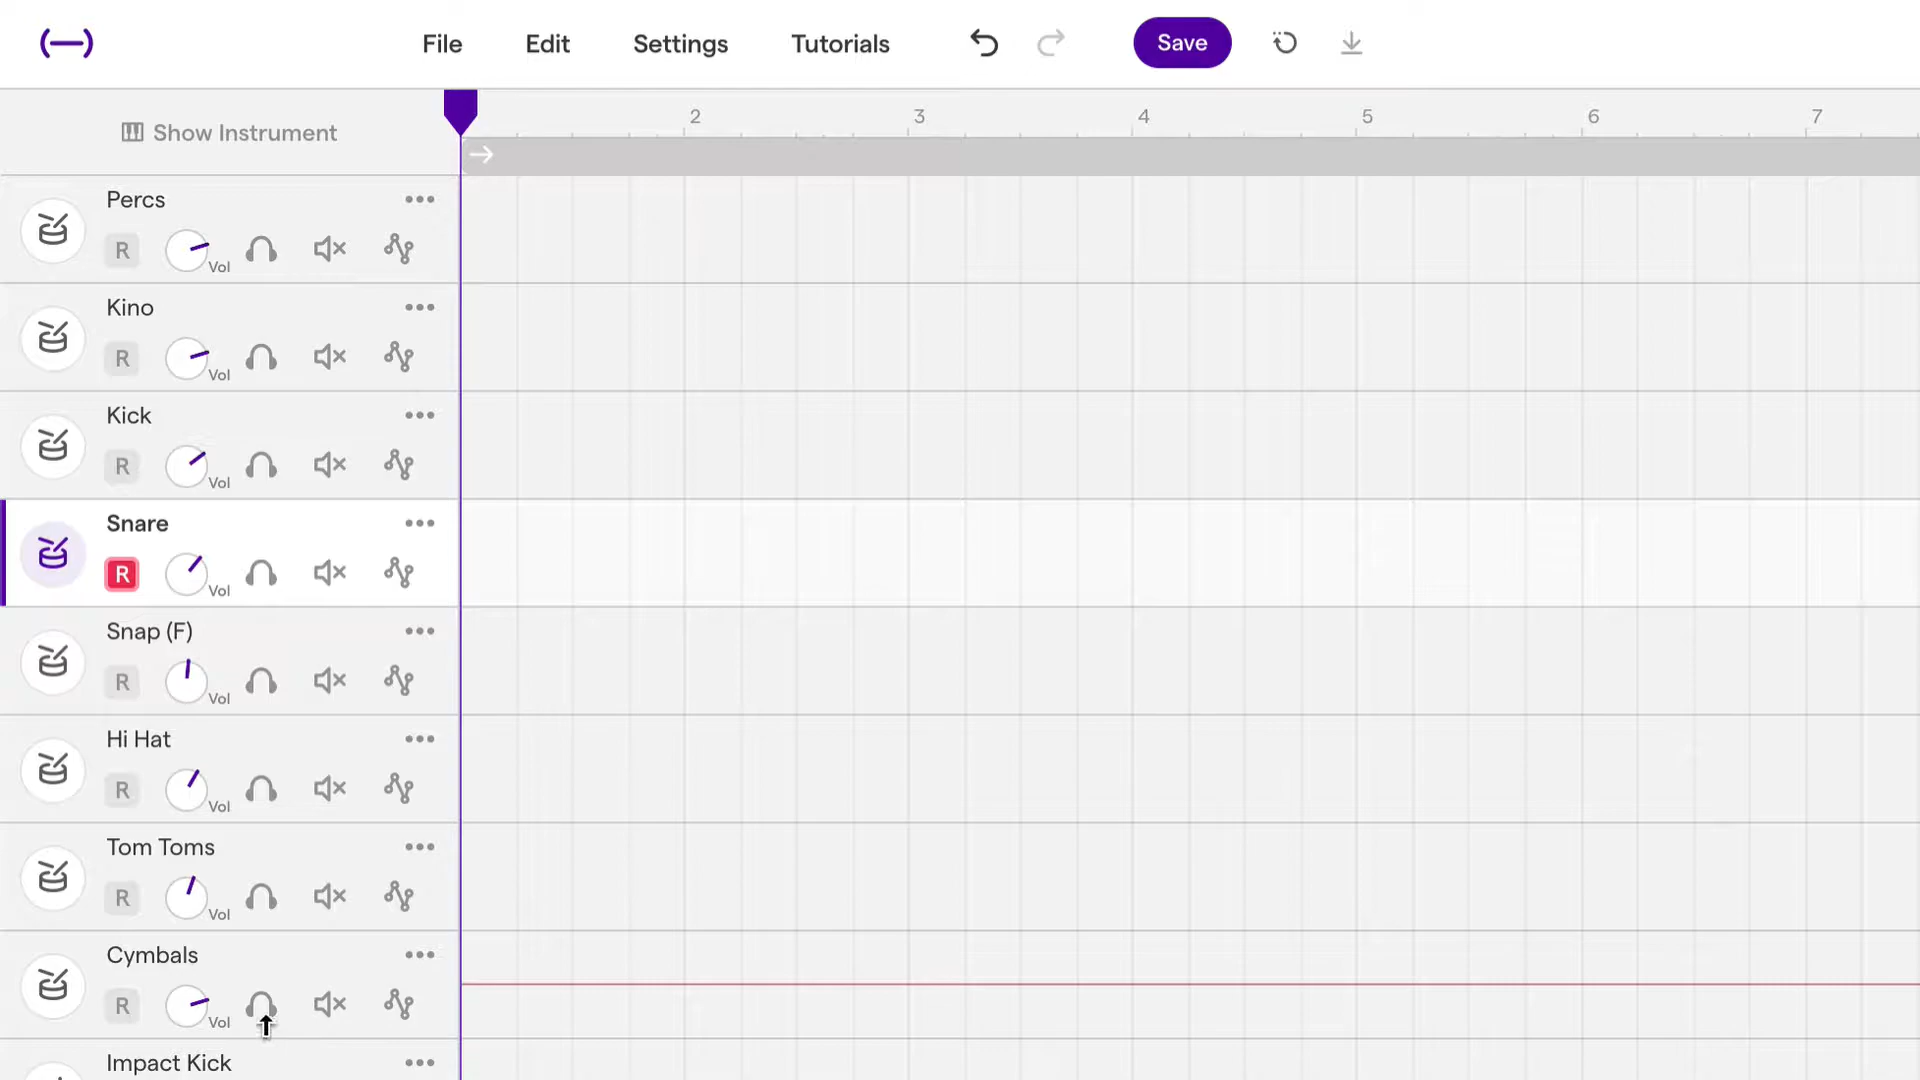 File Edit Settings Tutorials Save
Show Instrument
2 3 4 5 6 7
Percs
R Vol
Kino
R Vol
Kick
R Vol
Snare
R Vol
Snap (F)
R Vol
Hi Hat
R Vol
Tom Toms
R Vol
Cymbals
R Vol
Impact Kick